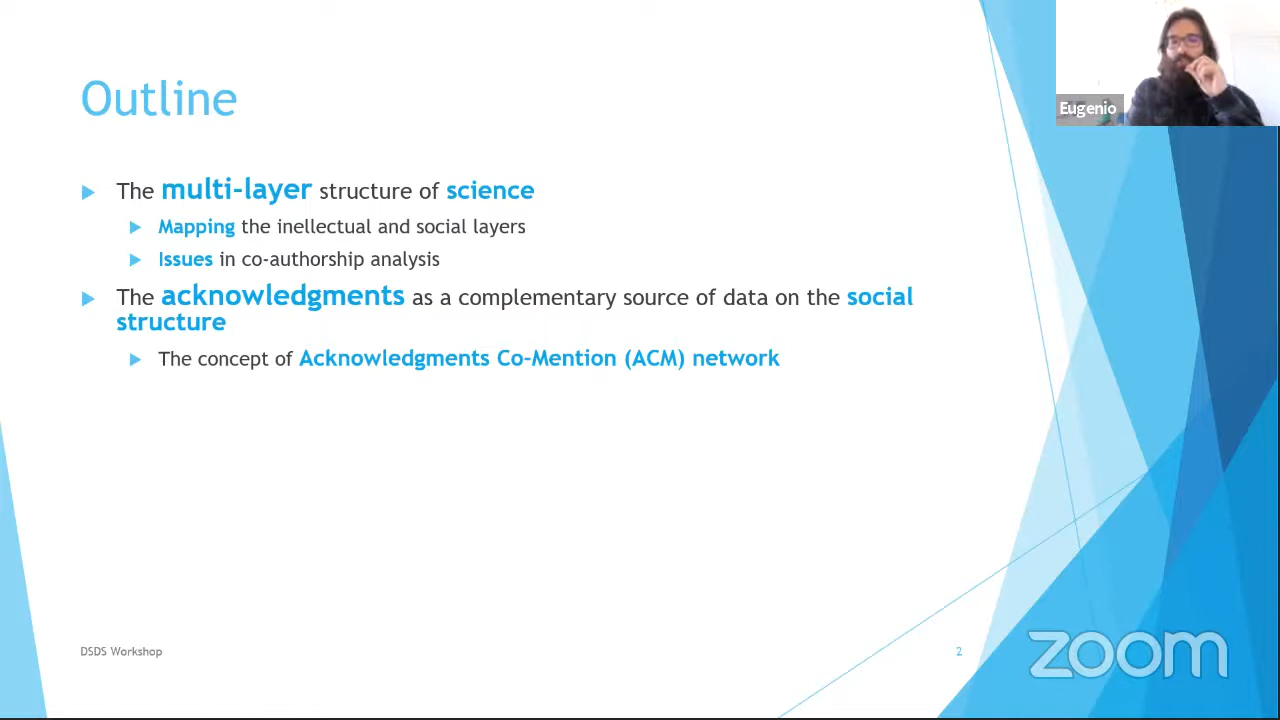 Outline
Eugenio
The multi-layer structure of science
Mapping the inellectual and social layers
Issues in co-authorship analysis
The acknowledgments as a complementary source of data on the social
structure
The concept of Acknowledgments Co-Mention (ACM) network
DSDS Workshop
2
zoom